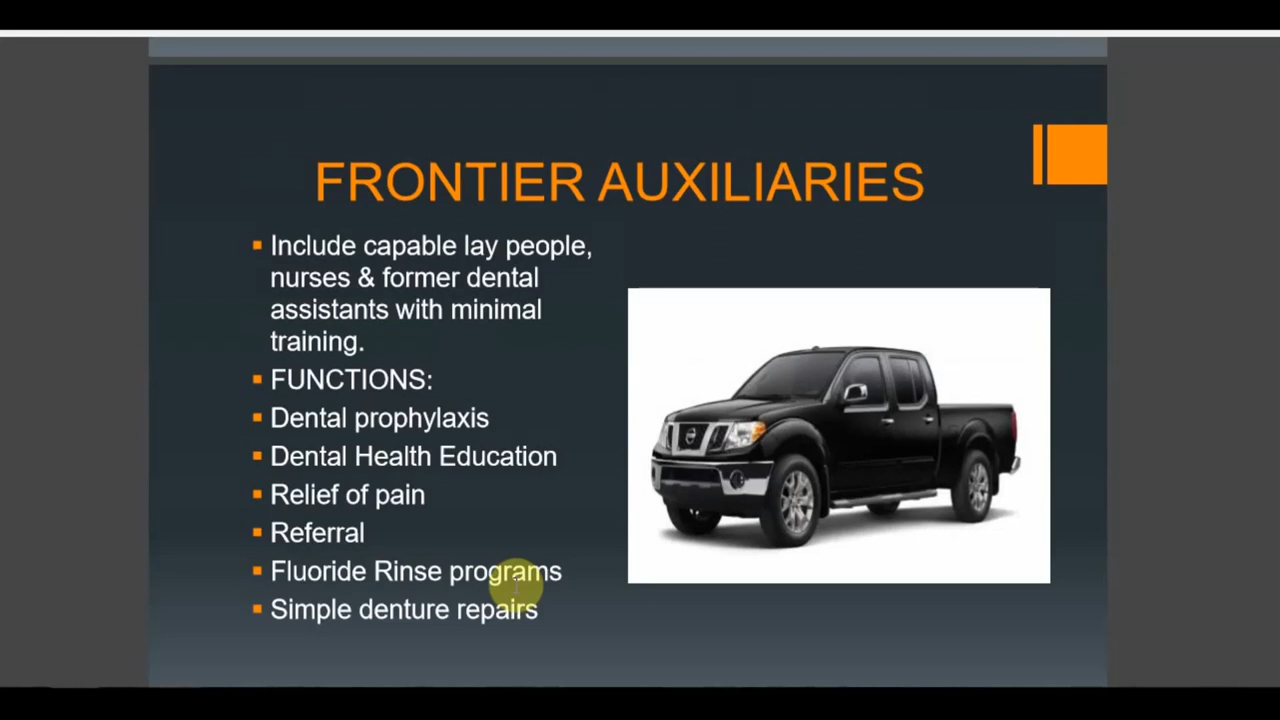 FRONTIER AUXILIARIES
Include capable lay people,
nurses & former dental
assistants with minimal
training.
FUNCTIONS:
Dental prophylaxis
Dental Health Education
Relief of pain
Referral
Fluoride Rinse programs
Simple denture repairs